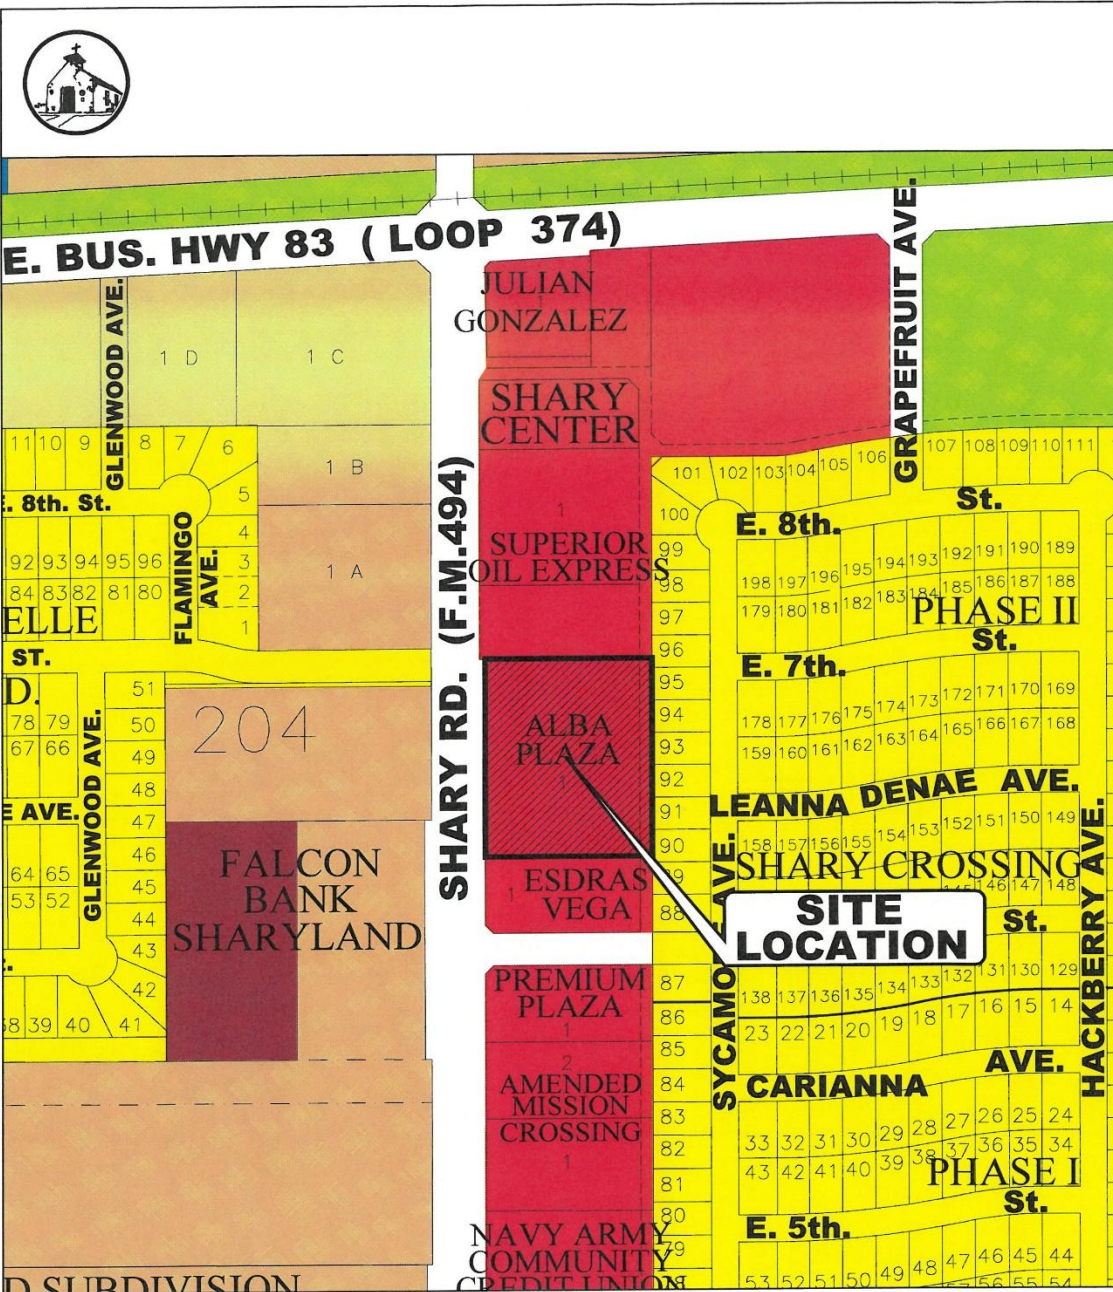 E. BUS. HWY 83 ( LOOP 374)
GRAPEFRUIT AVE.
GLENWOOD AVE.
1 D
1 C
JULIAN
1
GONZALEZ
SHARY
CENTER
11 10 9 8 7 6
1 B
5
4
3
2
1
E. 8th. St.
FLAMINGO
AVE.
92 93 94 95 96
84 83 82 81 80
ELLE
1 A
1
SUPERIOR
OIL EXPRESS
SHARY RD. (F.M.494)
101 102 103 104 105 106
107 108 109 110 111
100
99
98
97
96
95
94
93
92
91
90
88
87
86
85
84
83
82
81
80
79
E. 8th. St.
198 197 196 195 194 193 192 191 190 189
179 180 181 182 183 184 185 186 187 188
PHASE II
E. 7th. St.
178 177 176 175 174 173 172 171 170 169
159 160 161 162 163 164 165 166 167 168
LEANNA DENAE AVE.
158 157 156 155 154 153 152 151 150 149
SHARY CROSSING
146 147 148
St.
SITE
LOCATION
SYCAMORE AVE.
HACKBERRY AVE.
138 137 136 135 134 133 132 131 130 129
23 22 21 20 19 18 17 16 15 14
CARIANNA AVE.
33 32 31 30 29 28 27 26 25 24
43 42 41 40 39 38 37 36 35 34
PHASE I
E. 5th. St.
53 52 51 50 49 48 47 46 45 44
56 55 54
ST.
D.
78 79
67 66
GLENWOOD AVE.
E AVE.
64 65
53 52
51
50
49
48
47
46
45
44
43
42
39 40 41
204
FALCON
BANK
SHARYLAND
ALBA
PLAZA
1
ESDRAS
1
VEGA
PREMIUM
PLAZA
1
2
AMENDED
MISSION
CROSSING
1
NAVY ARMY
COMMUNITY
CREDIT UNION
D SUBDIVISION